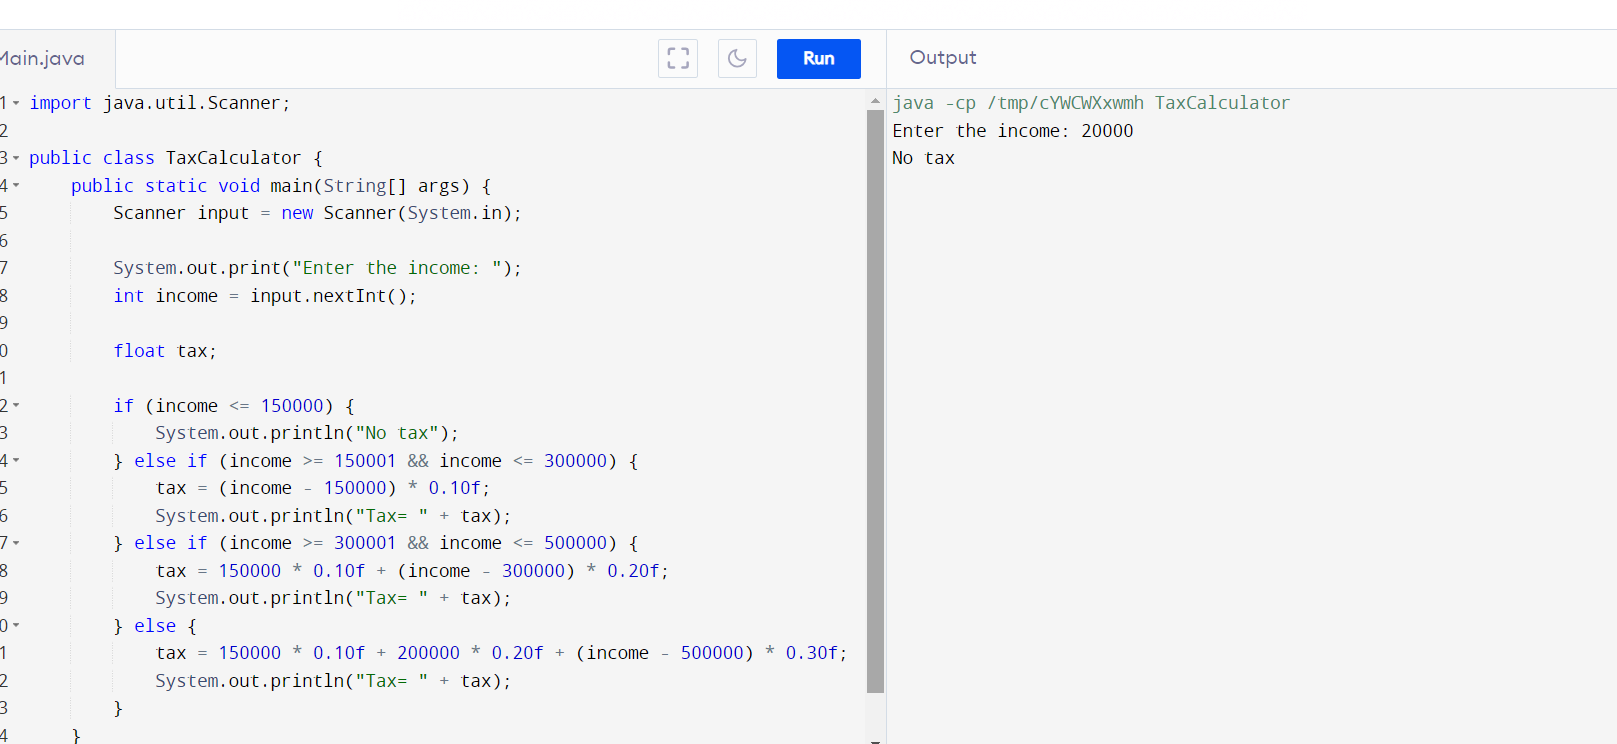 Main.java
Run
Output
1 import java.util.Scanner;
2
3 public class TaxCalculator {
4 public static void main(String[] args) {
5 Scanner input = new Scanner(System.in);
6
7 System.out.print("Enter the income: ");
8 int income = input.nextInt();
9
0 float tax;
1
2 if (income <= 150000) {
3 System.out.println("No tax");
4 } else if (income >= 150001 && income <= 300000) {
5 tax = (income - 150000) * 0.10f;
6 System.out.println("Tax= " + tax);
7 } else if (income >= 300001 && income <= 500000) {
8 tax = 150000 * 0.10f + (income - 300000) * 0.20f;
9 System.out.println("Tax= " + tax);
0 } else {
1 tax = 150000 * 0.10f + 200000 * 0.20f + (income - 500000) * 0.30f;
2 System.out.println("Tax= " + tax);
3 }
4 }
java -cp /tmp/cYWCWXxwmh TaxCalculator
Enter the income: 20000
No tax